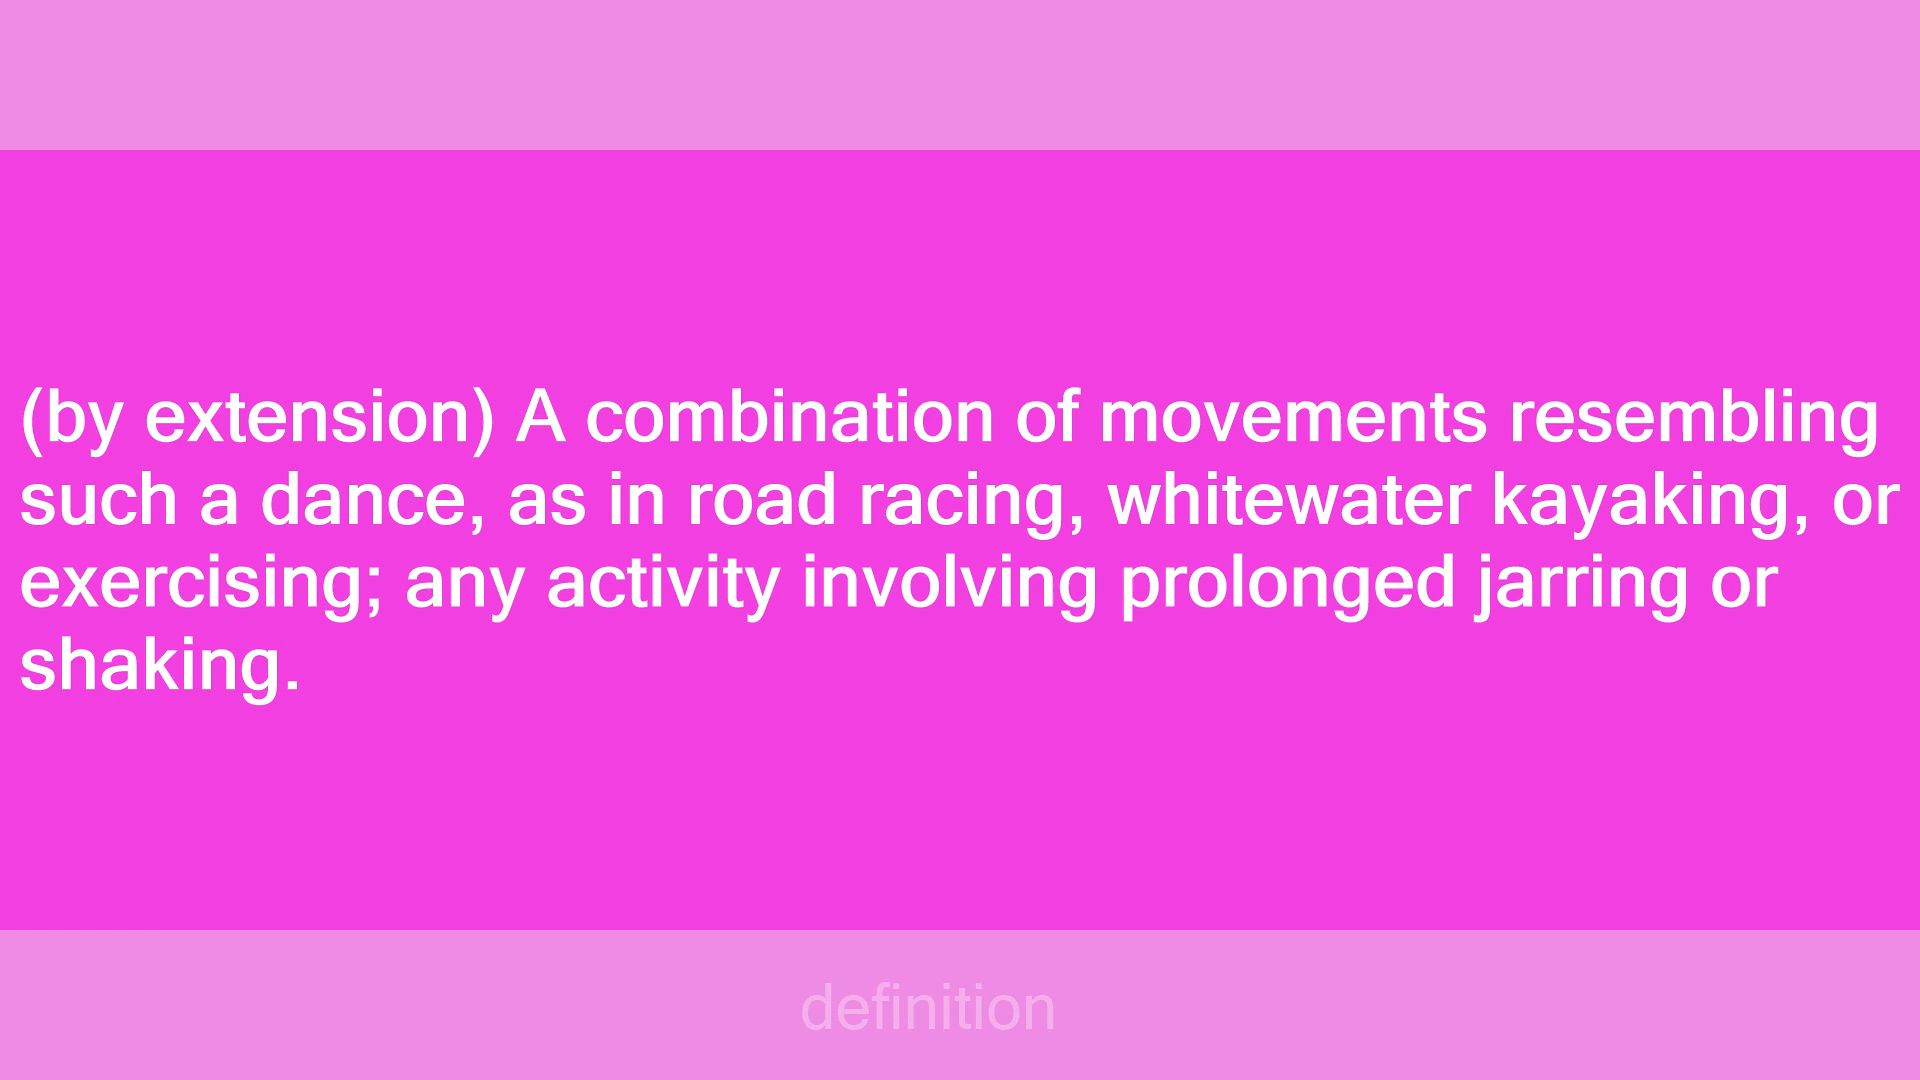 (by extension) A combination of movements resembling
such a dance, as in road racing, whitewater kayaking, or
exercising; any activity involving prolonged jarring or
shaking.
definition